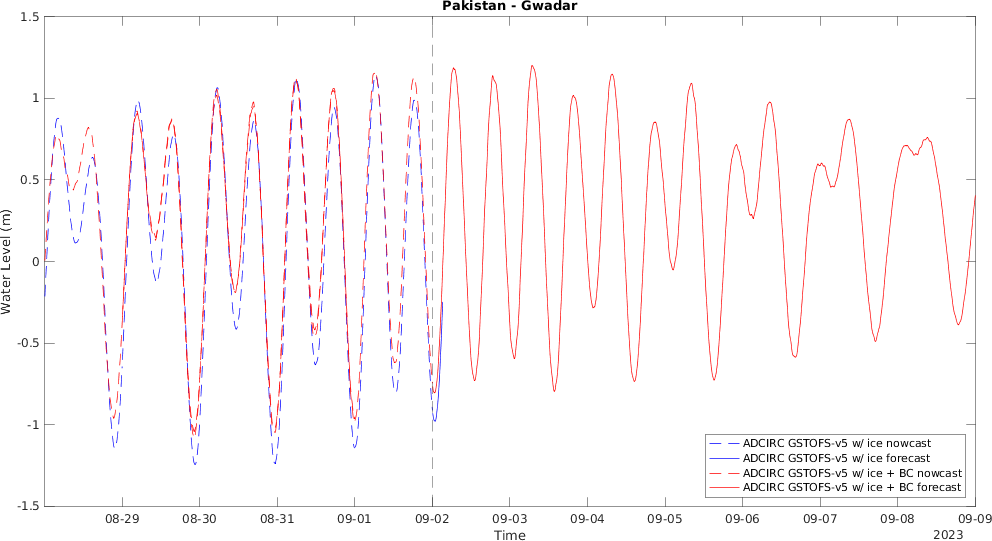 Pakistan - Gwadar
1.5
1
0.5
0
-0.5
-1
-1.5
Water Level (m)
ADCIRC GSTOFS-v5 w/ ice nowcast
ADCIRC GSTOFS-v5 w/ ice forecast
ADCIRC GSTOFS-v5 w/ ice + BC nowcast
ADCIRC GSTOFS-v5 w/ ice + BC forecast
08-29 08-30 08-31 09-01 09-02 09-03 09-04 09-05 09-06 09-07 09-08 09-09
Time
2023